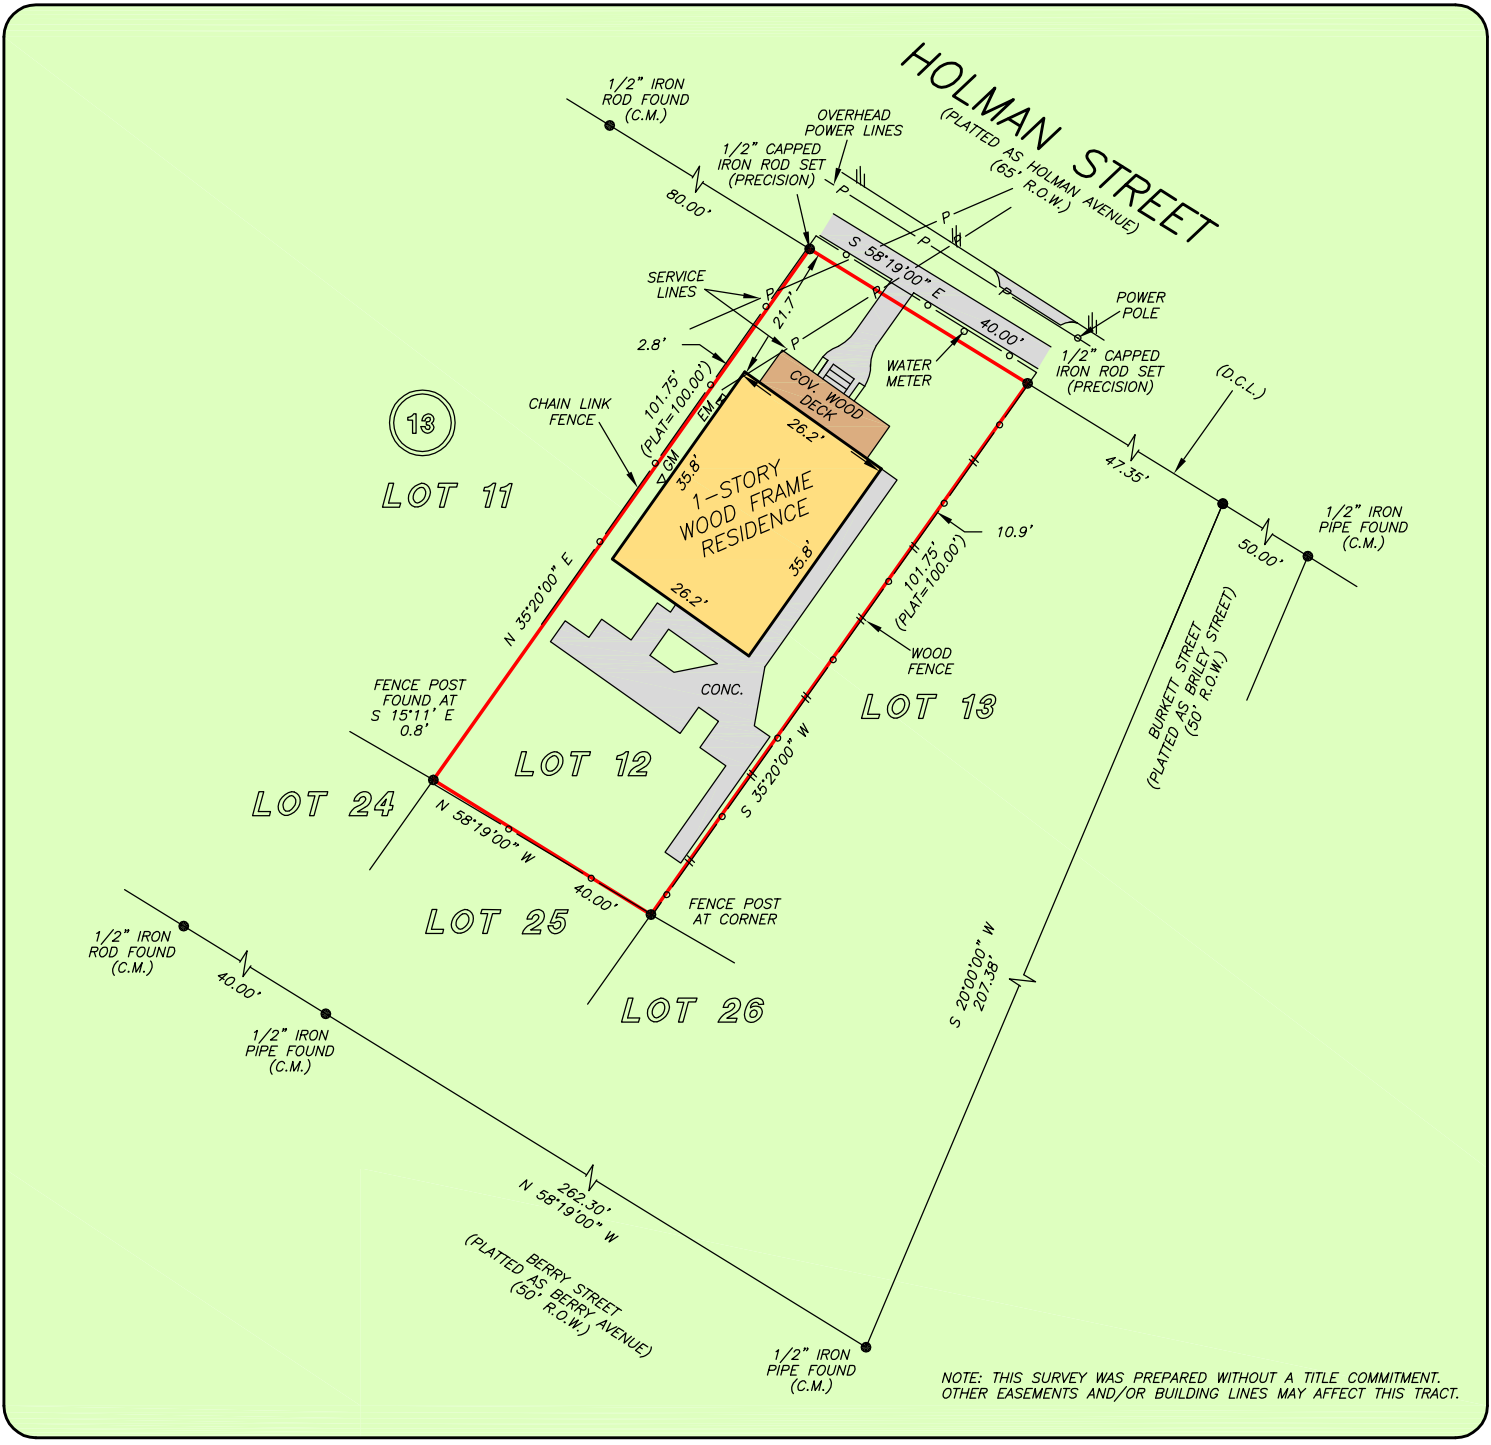 HOLMAN STREET
(PLATTED AS HOLMAN AVENUE)
(65' R.O.W.)
1/2" IRON
ROD FOUND
(C.M.)
OVERHEAD
POWER LINES
1/2" CAPPED
IRON ROD SET
(PRECISION)
80.00'
P
P
P
P
P
S 58°19'00" E
40.00'
SERVICE
LINES
P
P
P
21.7'
POWER
POLE
2.8'
1/2" CAPPED
IRON ROD SET
(PRECISION)
WATER
METER
(D.C.L.)
101.75'
(PLAT=100.00')
COV. WOOD
DECK
CHAIN LINK
FENCE
EM
GM
26.2'
13
LOT 11
35.8'
1-STORY
WOOD FRAME
RESIDENCE
35.8'
26.2'
47.35'
50.00'
1/2" IRON
PIPE FOUND
(C.M.)
10.9'
101.75'
(PLAT=100.00')
N 35°20'00" E
WOOD
FENCE
BURKETT STREET
(PLATTED AS BRILEY STREET)
(50' R.O.W.)
FENCE POST
FOUND AT
S 15°11' E
0.8'
CONC.
LOT 13
LOT 12
S 35°20'00" W
LOT 24
N 58°19'00" W
40.00'
LOT 25
FENCE POST
AT CORNER
1/2" IRON
ROD FOUND
(C.M.)
40.00'
S 20°00'00" W
207.38'
LOT 26
1/2" IRON
PIPE FOUND
(C.M.)
262.30'
N 58°19'00" W
BERRY STREET
(PLATTED AS BERRY AVENUE)
(50' R.O.W.)
1/2" IRON
PIPE FOUND
(C.M.)
NOTE: THIS SURVEY WAS PREPARED WITHOUT A TITLE COMMITMENT.
OTHER EASEMENTS AND/OR BUILDING LINES MAY AFFECT THIS TRACT.